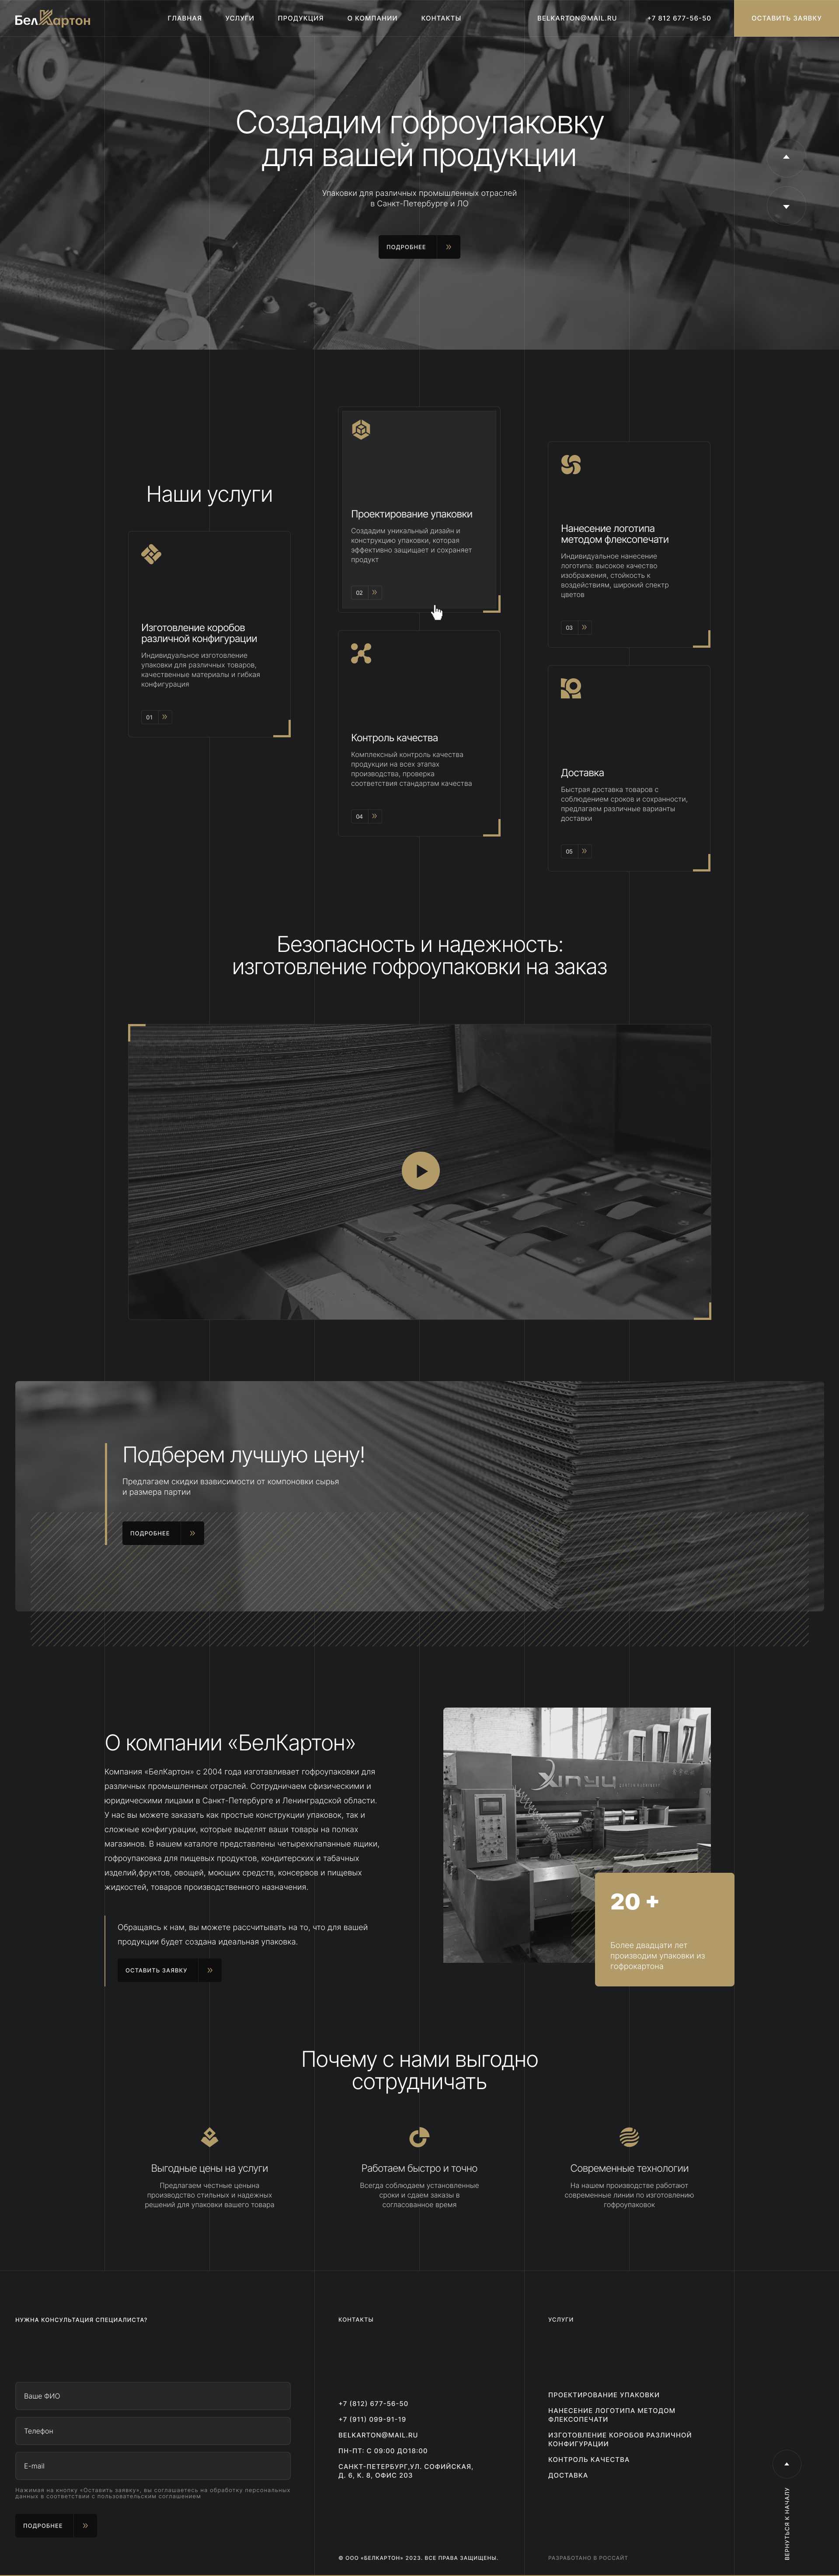 БелКартон
ГЛАВНАЯ
УСЛУГИ
ПРОДУКЦИЯ
О КОМПАНИИ
КОНТАКТЫ
BELKARTON@MAIL.RU
+7 812 677-56-50
ОСТАВИТЬ ЗАЯВКУ
Создадим гофроупаковку
для вашей продукции
Упаковки для различных промышленных отраслей
в Санкт-Петербурге и ЛО
ПОДРОБНЕЕ
Наши услуги
Изготовление коробов
различной конфигурации
Индивидуальное изготовление
упаковки для различных товаров,
качественные материалы и гибкая
конфигурация
01
Проектирование упаковки
Создадим уникальный дизайн и
конструкцию упаковки, которая
эффективно защищает и сохраняет
продукт
02
Нанесение логотипа
методом флексопечати
Индивидуальное нанесение
логотипа: высокое качество
изображения, стойкость к
воздействиям, широкий спектр
цветов
03
Контроль качества
Комплексный контроль качества
продукции на всех этапах
производства, проверка
соответствия стандартам качества
04
Доставка
Быстрая доставка товаров с
соблюдением сроков и сохранности,
предлагаем различные варианты
доставки
05
Безопасность и надежность:
изготовление гофроупаковки на заказ
Подберем лучшую цену!
Предлагаем скидки взависимости от компоновки сырья
и размера партии
ПОДРОБНЕЕ
О компании «БелКартон»
Компания «БелКартон» с 2004 года изготавливает гофроупаковки для
различных промышленных отраслей. Сотрудничаем сфизическими и
юридическими лицами в Санкт-Петербурге и Ленинградской области.
У нас вы можете заказать как простые конструкции упаковок, так и
сложные конфигурации, которые выделят ваши товары на полках
магазинов. В нашем каталоге представлены четырехклапанные ящики,
гофроупаковка для пищевых продуктов, кондитерских и табачных
изделий,фруктов, овощей, моющих средств, консервов и пищевых
жидкостей, товаров производственного назначения.
Обращаясь к нам, вы можете рассчитывать на то, что для вашей
продукции будет создана идеальная упаковка.
ОСТАВИТЬ ЗАЯВКУ
XINYU
20 +
Более двадцати лет
производим упаковки из
гофрокартона
Почему с нами выгодно
сотрудничать
Выгодные цены на услуги
Предлагаем честные ценына
производство стильных и надежных
решений для упаковки вашего товара
Работаем быстро и точно
Всегда соблюдаем установленные
сроки и сдаем заказы в
согласованное время
Современные технологии
На нашем производстве работают
современные линии по изготовлению
гофроупаковок
НУЖНА КОНСУЛЬТАЦИЯ СПЕЦИАЛИСТА?
Ваше ФИО
Телефон
E-mail
Нажимая на кнопку «Оставить заявку», вы соглашаетесь на обработку персональных
данных в соответствии с пользовательским соглашением
ПОДРОБНЕЕ
КОНТАКТЫ
+7 (812) 677-56-50
+7 (911) 099-91-19
BELKARTON@MAIL.RU
ПН-ПТ: С 09:00 ДО18:00
САНКТ-ПЕТЕРБУРГ,УЛ. СОФИЙСКАЯ,
Д. 6, К. 8, ОФИС 203
УСЛУГИ
ПРОЕКТИРОВАНИЕ УПАКОВКИ
НАНЕСЕНИЕ ЛОГОТИПА МЕТОДОМ
ФЛЕКСОПЕЧАТИ
ИЗГОТОВЛЕНИЕ КОРОБОВ РАЗЛИЧНОЙ
КОНФИГУРАЦИИ
КОНТРОЛЬ КАЧЕСТВА
ДОСТАВКА
ВЕРНУТЬСЯ К НАЧАЛУ
© ООО «БЕЛКАРТОН» 2023. ВСЕ ПРАВА ЗАЩИЩЕНЫ.
РАЗРАБОТАНО В РОССАЙТ